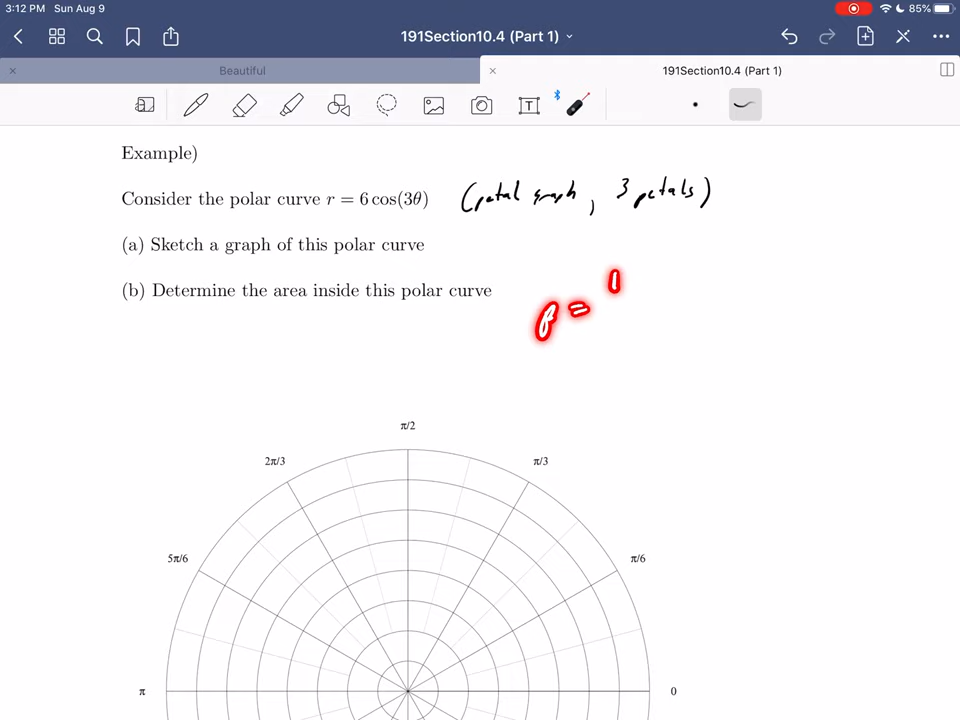 3:12 PM Sun Aug 9
85%
191Section10.4 (Part 1)
Beautiful
191Section10.4 (Part 1)
T
Example)
Consider the polar curve r = 6 cos(3θ) (petal graph, 3 petals)
(a) Sketch a graph of this polar curve
(b) Determine the area inside this polar curve
π/2
2π/3
π/3
5π/6
π/6
π
0